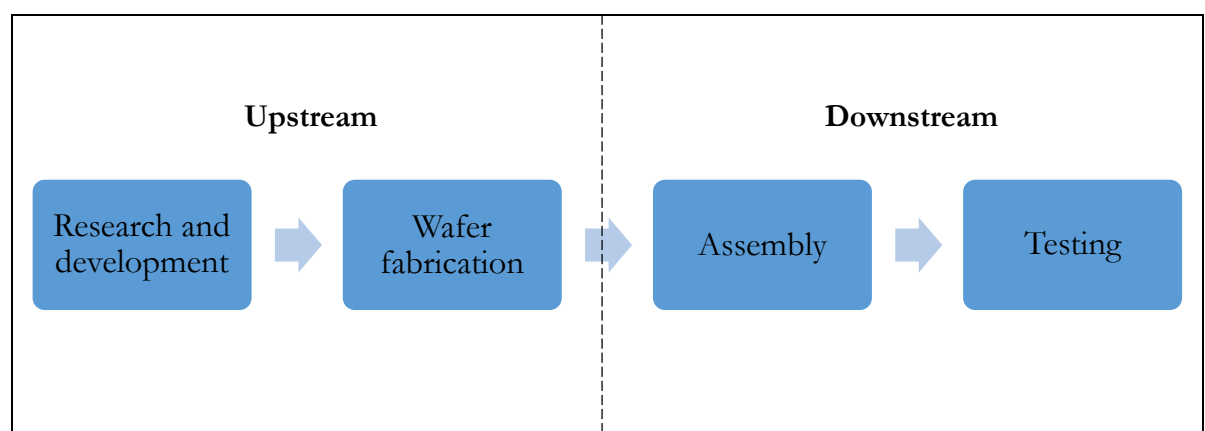 Upstream
Downstream
Research and
development
Wafer
fabrication
Assembly
Testing